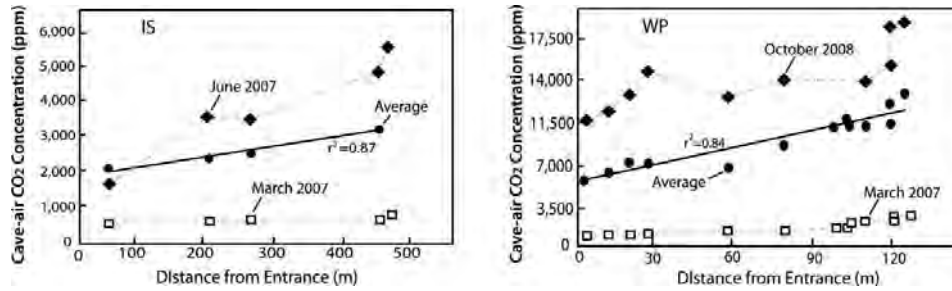 IS
Cave-air CO2 Concentration (ppm)
6,000
5,000
4,000
3,000
2,000
1,000
0
June 2007
Average
r2=0.87
March 2007
0
100
200
300
400
500
Distance from Entrance (m)
WP
Cave-air CO2 Concentration (ppm)
17,500
14,000
11,500
7,000
3,500
0
October 2008
r2=0.84
Average
March 2007
0
30
60
90
120
Distance from Entrance (m)